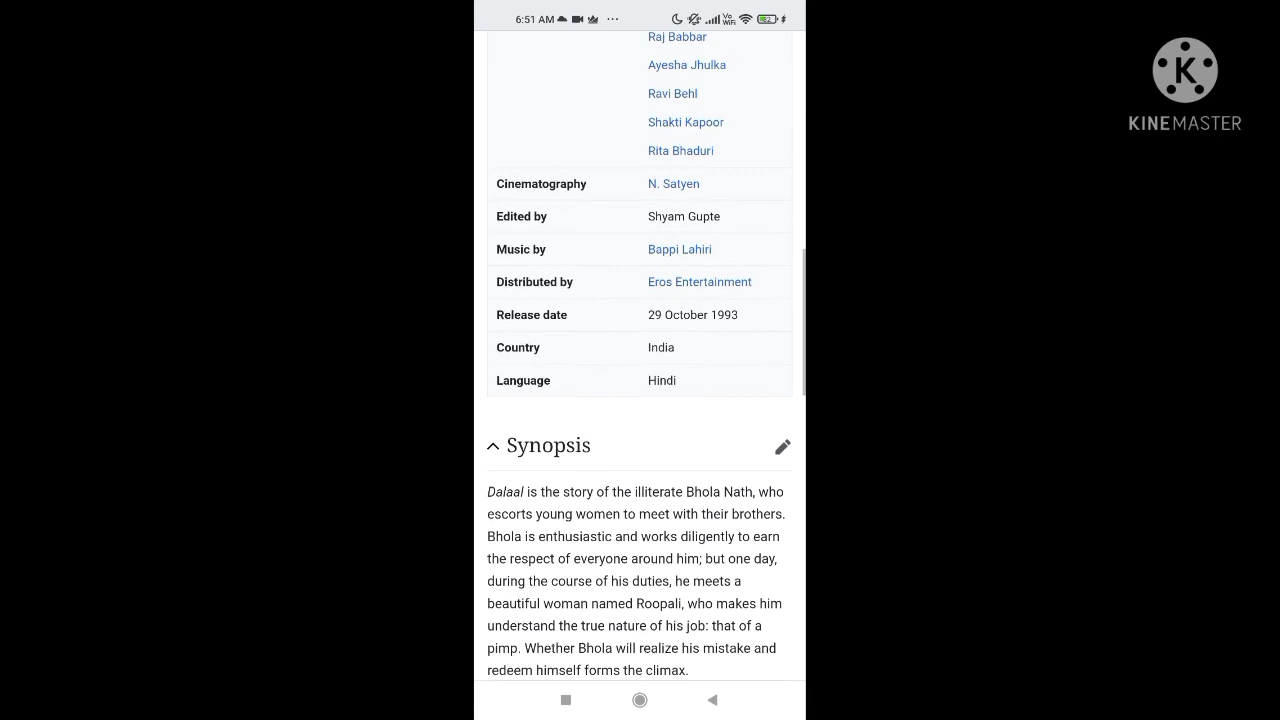 6:51 AM
Vo
WiFi
Raj Babbar
Ayesha Jhulka
Ravi Behl
Shakti Kapoor
Rita Bhaduri
Cinematography N. Satyen
Edited by Shyam Gupte
Music by Bappi Lahiri
Distributed by Eros Entertainment
Release date 29 October 1993
Country India
Language Hindi
Synopsis
Dalaal is the story of the illiterate Bhola Nath, who
escorts young women to meet with their brothers.
Bhola is enthusiastic and works diligently to earn
the respect of everyone around him; but one day,
during the course of his duties, he meets a
beautiful woman named Roopali, who makes him
understand the true nature of his job: that of a
pimp. Whether Bhola will realize his mistake and
redeem himself forms the climax.
K
KINEMASTER